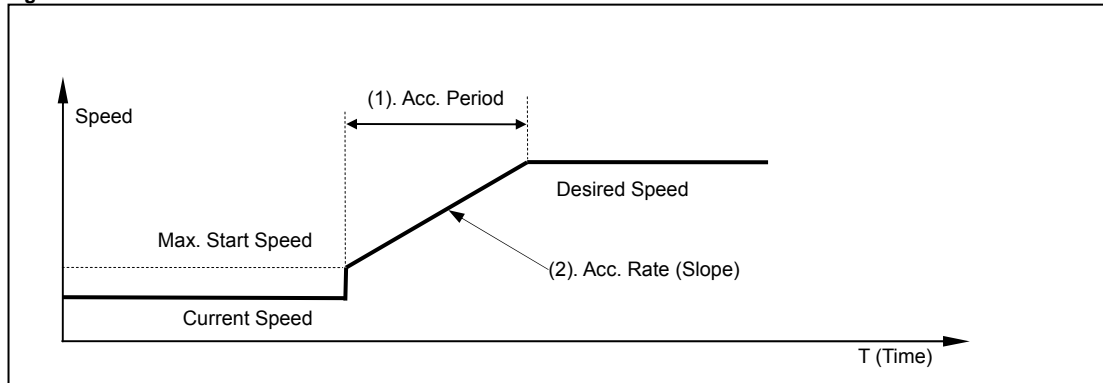 (1). Acc. Period
Speed
Desired Speed
Max. Start Speed
(2). Acc. Rate (Slope)
Current Speed
T (Time)